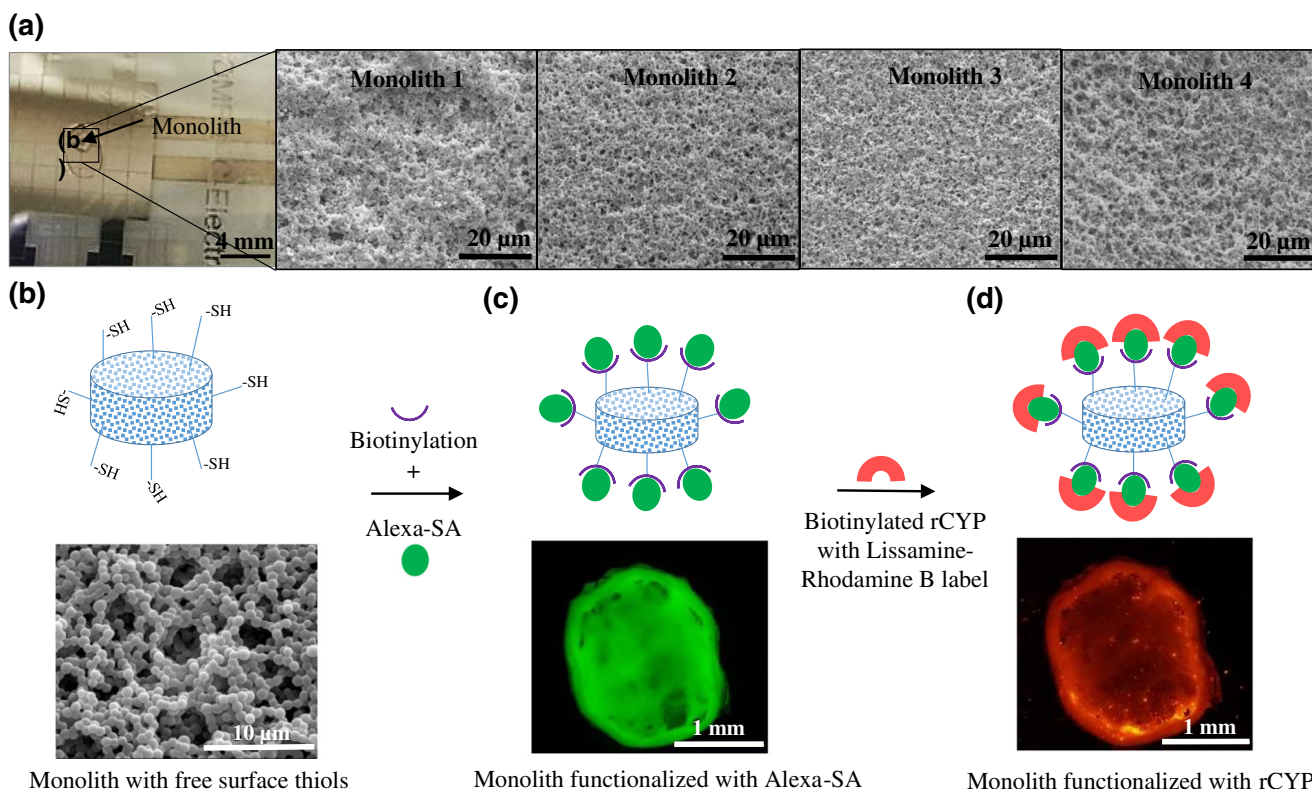 (a)
Monolith 1
Monolith 2
Monolith 3
Monolith 4
Monolith
(b
)
4 mm
20 µm
20 µm
20 µm
20 µm
(b)
(c)
(d)
-SH
-SH
-SH
-SH
-SH
-SH
-SH
-SH
Biotinylation
+
Alexa-SA
Biotinylated rCYP
with Lissamine-
Rhodamine B label
10 µm
1 mm
1 mm
Monolith with free surface thiols
Monolith functionalized with Alexa-SA
Monolith functionalized with rCYP